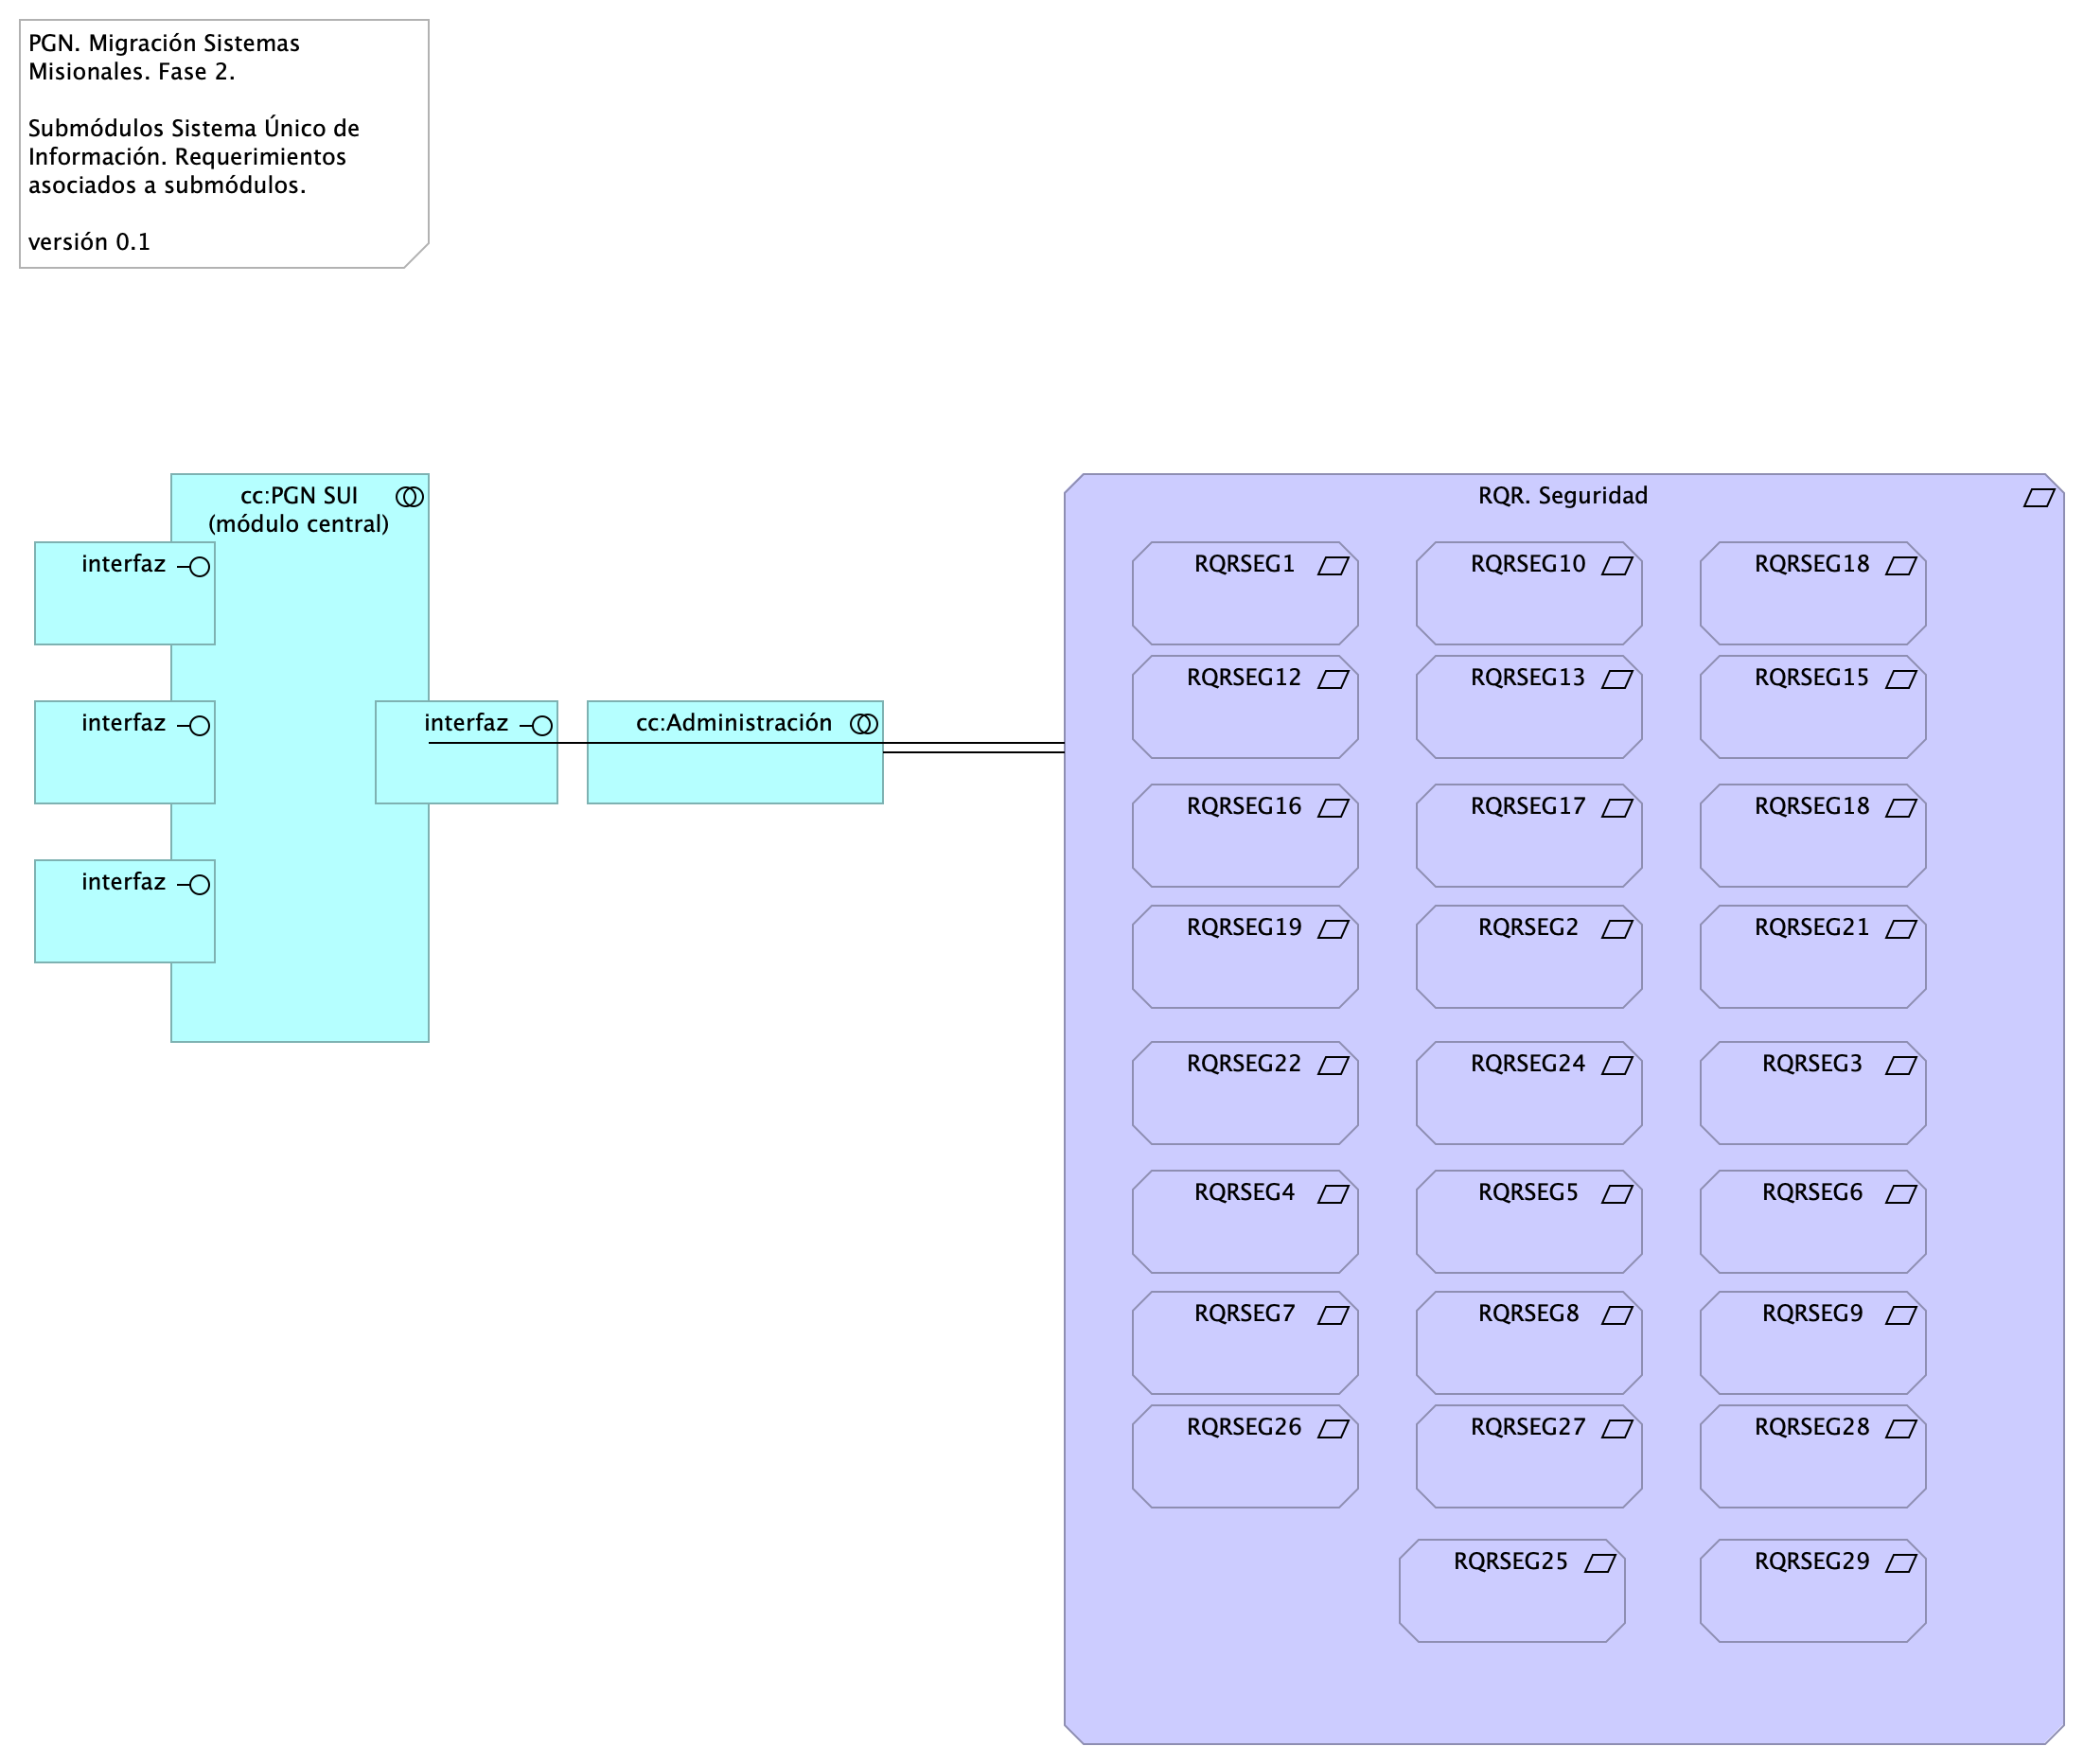 PGN. Migración Sistemas
Misionales. Fase 2.
Submódulos Sistema Único de
Información. Requerimientos
asociados a submódulos.
versión 0.1
cc:PGN SUI
(módulo central)
interfaz
interfaz
interfaz
interfaz
cc:Administración
RQR. Seguridad
RQRSEG1
RQRSEG10
RQRSEG18
RQRSEG12
RQRSEG13
RQRSEG15
RQRSEG16
RQRSEG17
RQRSEG18
RQRSEG19
RQRSEG2
RQRSEG21
RQRSEG22
RQRSEG24
RQRSEG3
RQRSEG4
RQRSEG5
RQRSEG6
RQRSEG7
RQRSEG8
RQRSEG9
RQRSEG26
RQRSEG27
RQRSEG28
RQRSEG25
RQRSEG29